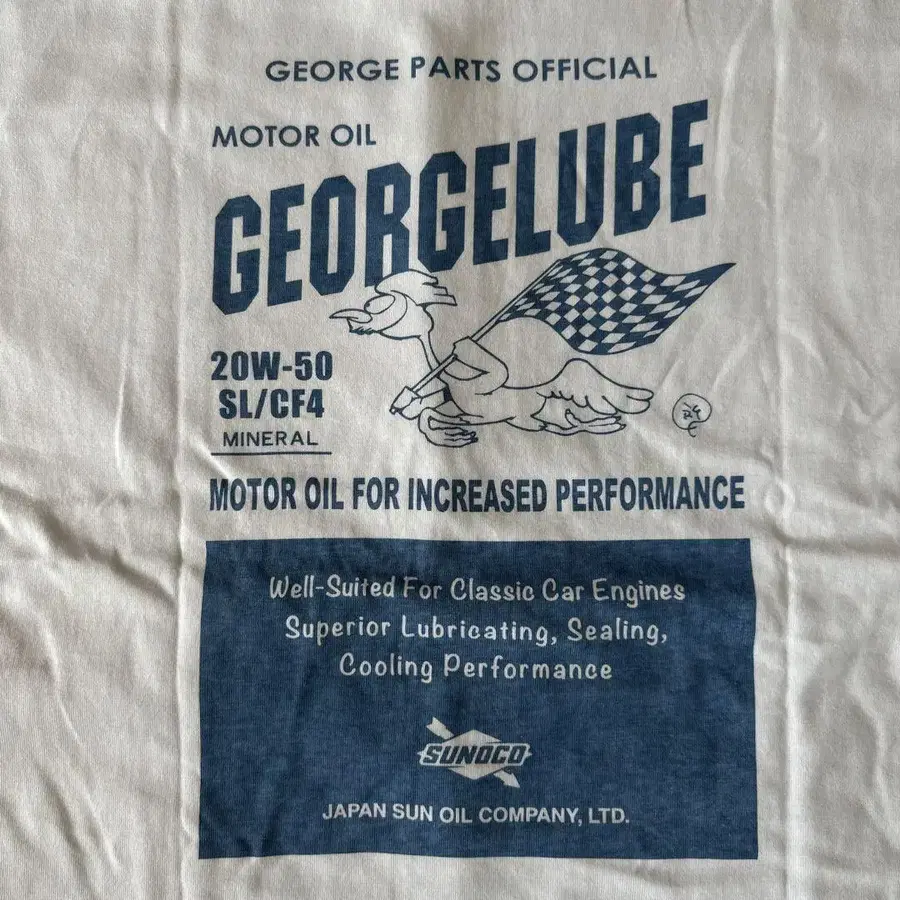 GEORGE PARTS OFFICIAL
MOTOR OIL
GEORGELUBE
20W-50
SL/CF4
MINERAL
MOTOR OIL FOR INCREASED PERFORMANCE
Well-Suited For Classic Car Engines
Superior Lubricating, Sealing,
Cooling Performance
SUNOCO
JAPAN SUN OIL COMPANY, LTD.